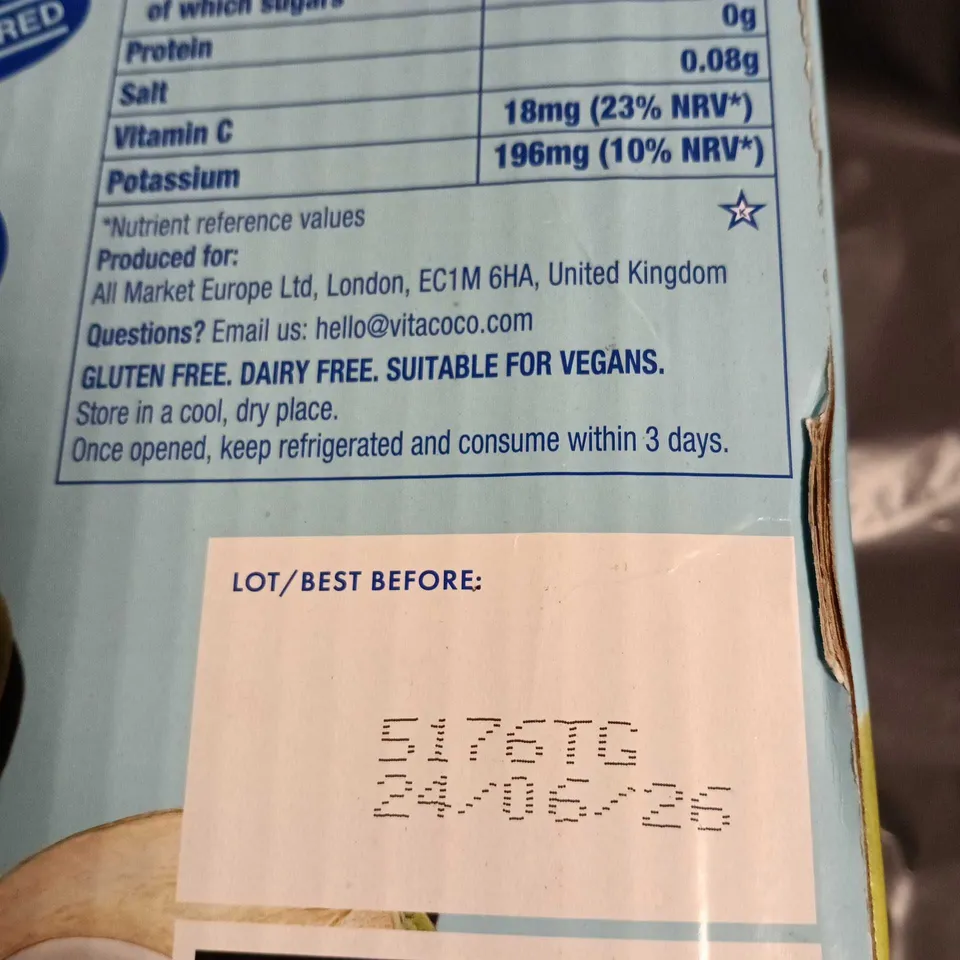 RED
of which sugars
Protein 0g
Salt 0.08g
Vitamin C 18mg (23% NRV*)
Potassium 196mg (10% NRV*)
*Nutrient reference values
K
Produced for:
All Market Europe Ltd, London, EC1M 6HA, United Kingdom
Questions? Email us: hello@vitacoco.com
GLUTEN FREE. DAIRY FREE. SUITABLE FOR VEGANS.
Store in a cool, dry place.
Once opened, keep refrigerated and consume within 3 days.
LOT/BEST BEFORE:
5176TG
24/06/26